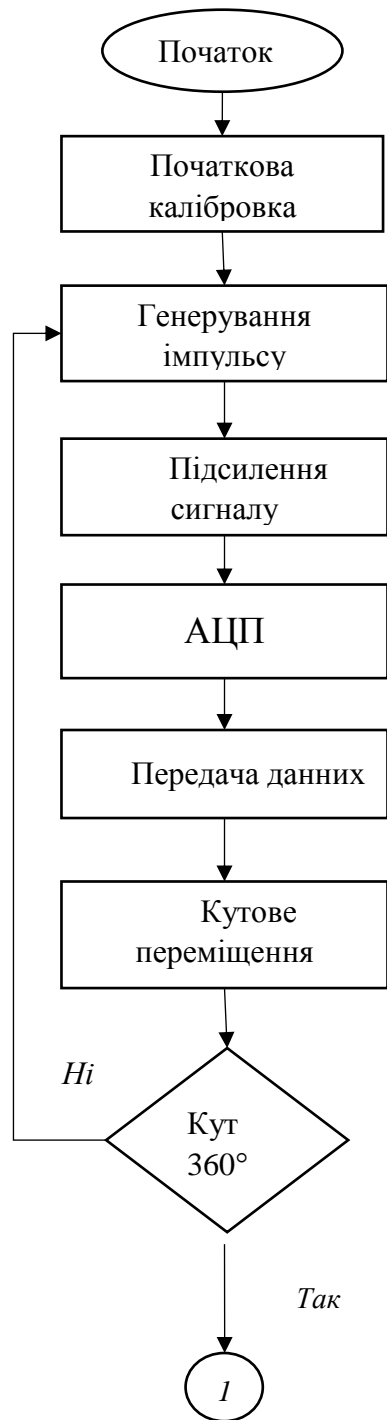 Початок
Початкова
калібровка
Генерування
імпульсу
Підсилення
сигналу
АЦП
Передача данних
Кутове
переміщення
Ні
Кут
360°
Так
1